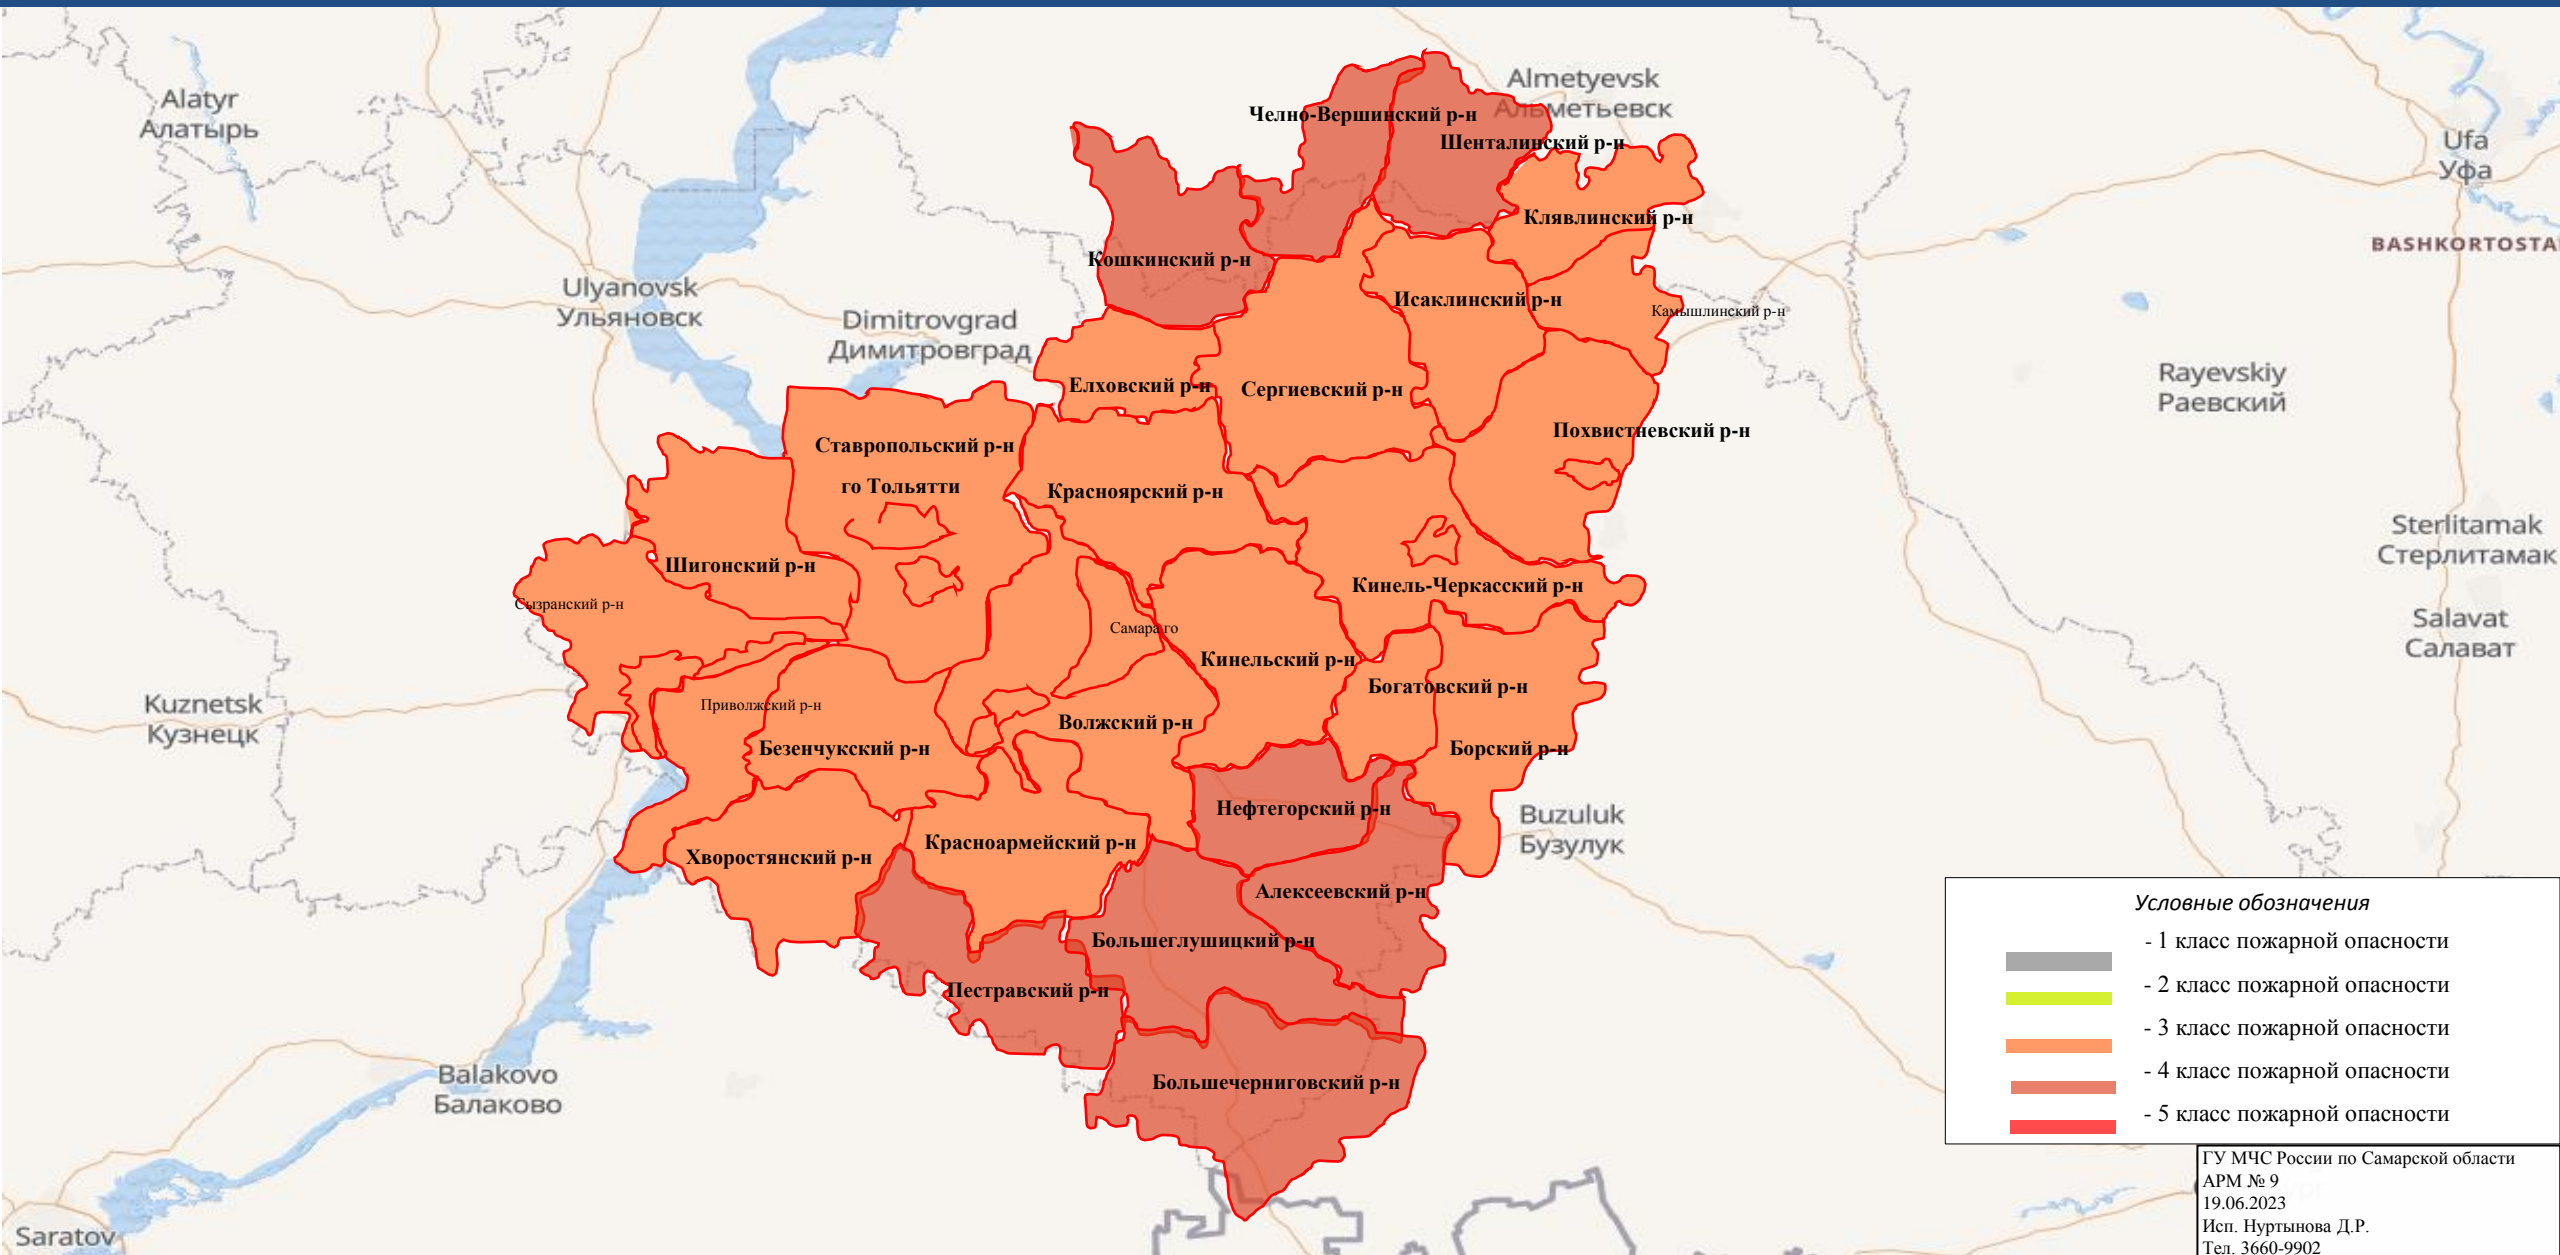 Almetyevsk
Альметьевск
Alatyr
Алатырь
Челно-Вершинский р-н
Шенталинский р-н
Ufa
Уфа
Клявлинский р-н
BASHKORTOSTA
Кошкинский р-н
Ulyanovsk
Ульяновск
Исаклинский р-н
Камышлинский р-н
Dimitrovgrad
Димитровград
Елховский р-н
Сергиевский р-н
Rayevskiy
Раевский
Ставропольский р-н
Похвистневский р-н
го Тольятти
Красноярский р-н
Sterlitamak
Стерлитамак
Шигонский р-н
Кинель-Черкасский р-н
Сызранский р-н
Самара го
Salavat
Салават
Кинельский р-н
Богатовский р-н
Kuznetsk
Кузнецк
Приволжский р-н
Волжский р-н
Безенчукский р-н
Борский р-н
Нефтегорский р-н
Buzuluk
Бузулук
Красноармейский р-н
Хворостянский р-н
Алексеевский р-н
Большеглушицкий р-н
Пестравский р-н
Balakovo
Балаково
Большечерниговский р-н
Saratov
Условные обозначения
- 1 класс пожарной опасности
- 2 класс пожарной опасности
- 3 класс пожарной опасности
- 4 класс пожарной опасности
- 5 класс пожарной опасности
ГУ МЧС России по Самарской области
АРМ № 9
19.06.2023
Исп. Нуртынова Д.Р.
Тел. 3660-9902